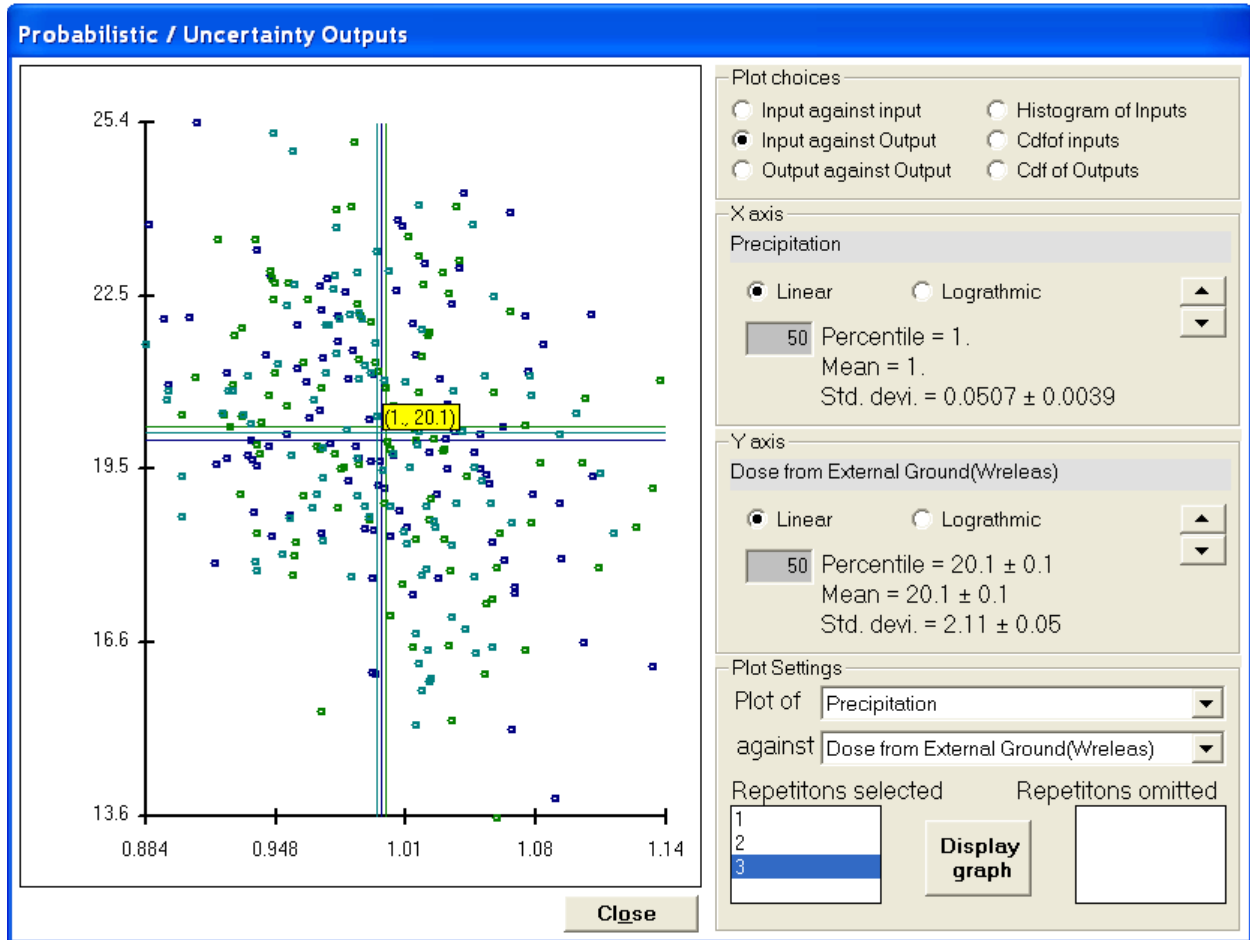 Probabilistic / Uncertainty Outputs
25.4
22.5
19.5
16.6
13.6
0.884
0.948
1.01
1.08
1.14
(1., 20.1)
Close
Plot choices
Input against input
Histogram of Inputs
Input against Output
Cdfof inputs
Output against Output
Cdf of Outputs
X axis
Precipitation
Linear
Lograthmic
50 Percentile = 1.
Mean = 1.
Std. devi. = 0.0507 ± 0.0039
Y axis
Dose from External Ground(Wreleas)
Linear
Lograthmic
50 Percentile = 20.1 ± 0.1
Mean = 20.1 ± 0.1
Std. devi. = 2.11 ± 0.05
Plot Settings
Plot of Precipitation
against Dose from External Ground(Wreleas)
Repetitons selected
Repetitons omitted
1
2
3
Display
graph